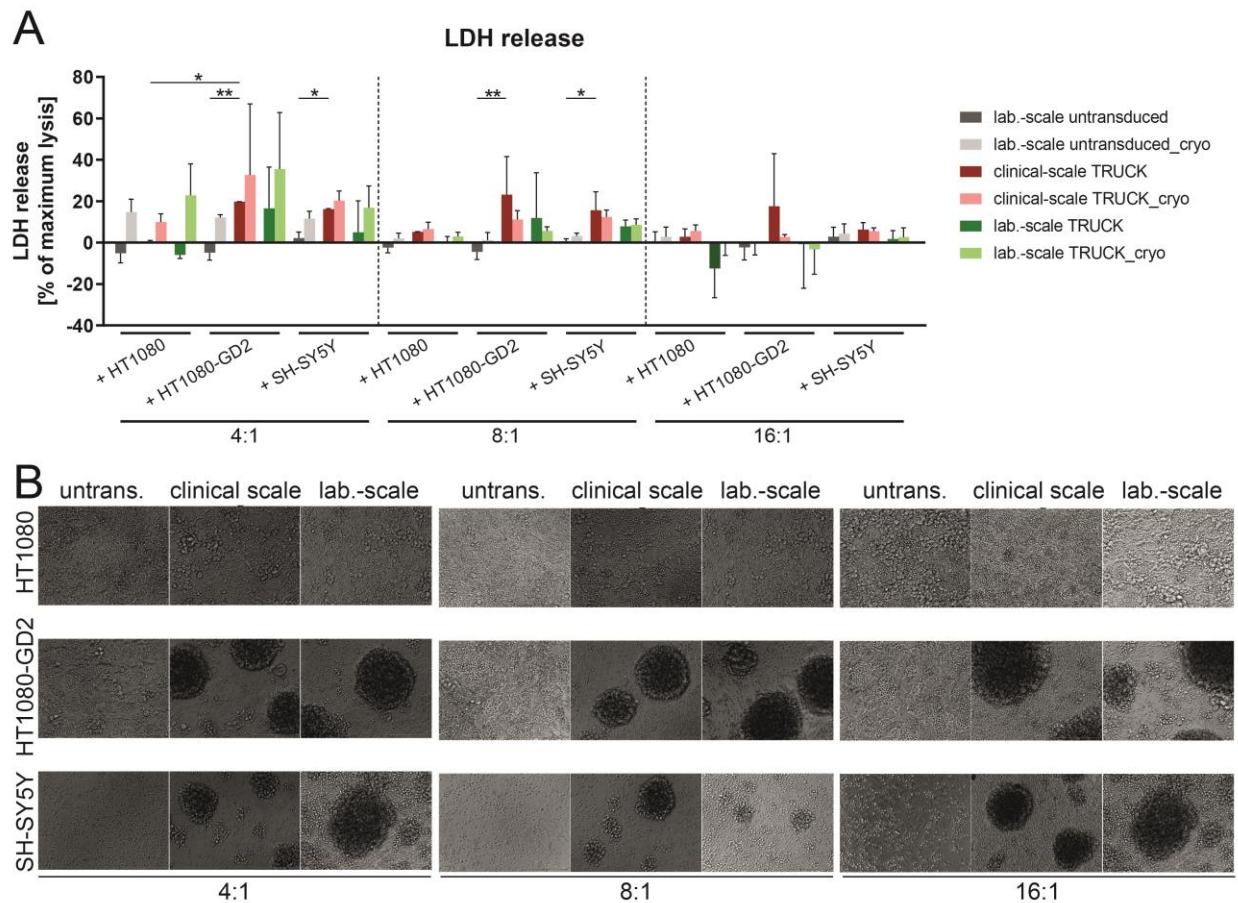 A
LDH release
LDH release
[% of maximum lysis]
80
60
40
20
0
-20
-40
*
**
*
**
*
lab.-scale untransduced
lab.-scale untransduced_cryo
clinical-scale TRUCK
clinical-scale TRUCK_cryo
lab.-scale TRUCK
lab.-scale TRUCK_cryo
+ HT1080
+ HT1080-GD2
+ SH-SY5Y
+ HT1080
+ HT1080-GD2
+ SH-SY5Y
+ HT1080
+ HT1080-GD2
+ SH-SY5Y
4:1
8:1
16:1
B
untrans. clinical scale lab.-scale
untrans. clinical scale lab.-scale
untrans. clinical scale lab.-scale
HT1080
HT1080-GD2
SH-SY5Y
4:1
8:1
16:1